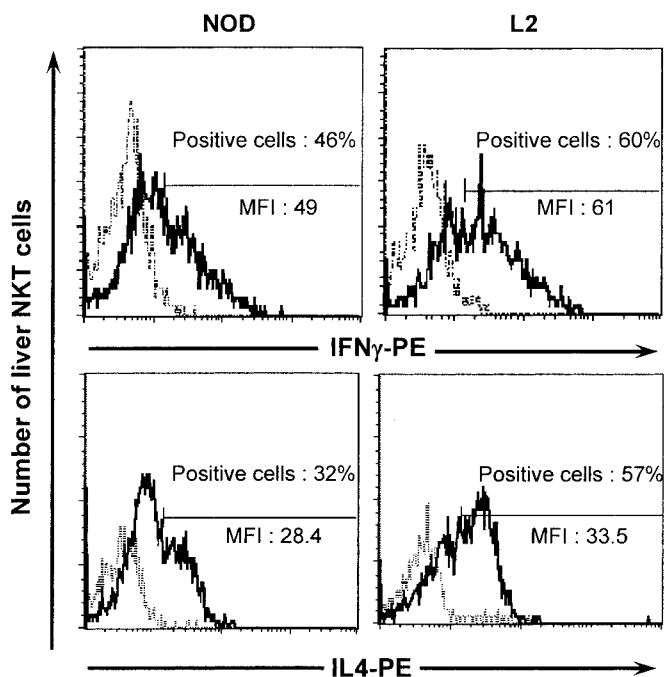 NOD
L2
Number of liver NKT cells
Positive cells : 46%
MFI : 49
Positive cells : 60%
MFI : 61
IFNγ-PE
Positive cells : 32%
MFI : 28.4
Positive cells : 57%
MFI : 33.5
IL4-PE